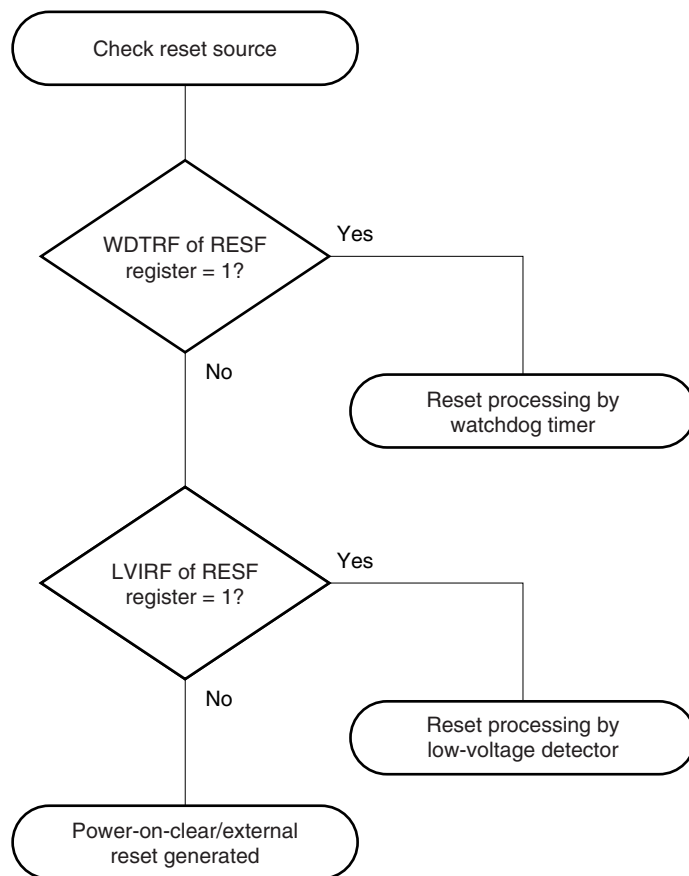 Check reset source
WDTRF of RESF
register = 1?
Yes
No
Reset processing by
watchdog timer
LVIRF of RESF
register = 1?
Yes
No
Reset processing by
low-voltage detector
Power-on-clear/external
reset generated